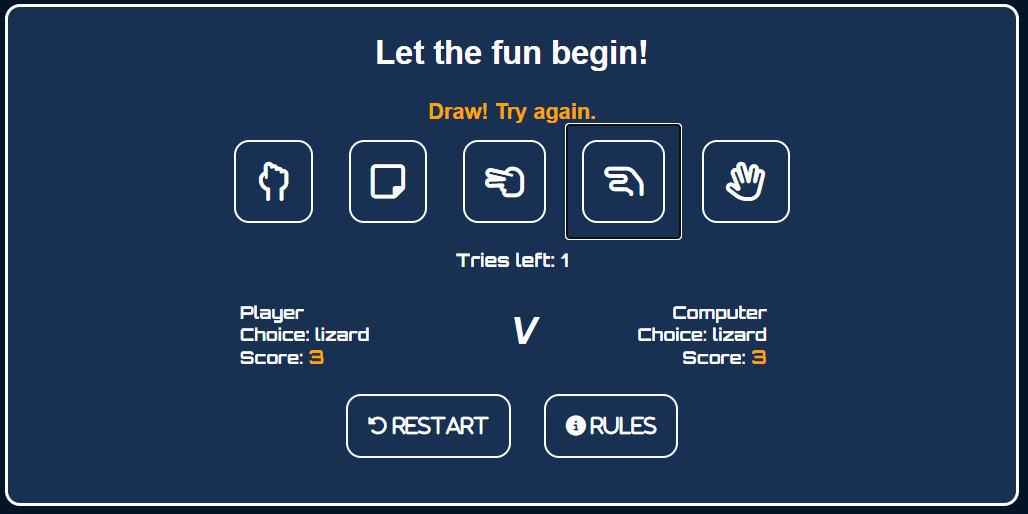 Let the fun begin!
Draw! Try again.
Tries left: 1
Player
Choice: lizard
Score: 3
V
Computer
Choice: lizard
Score: 3
RESTART
RULES